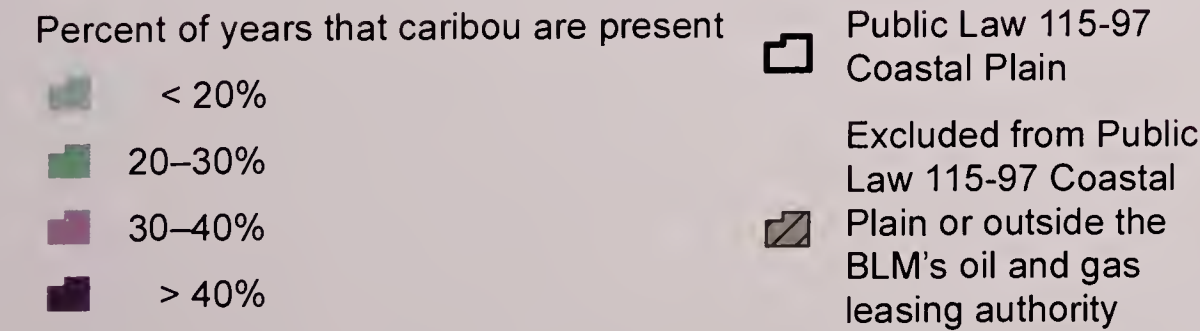 Percent of years that caribou are present
< 20%
20–30%
30–40%
> 40%
Public Law 115-97
Coastal Plain
Excluded from Public
Law 115-97 Coastal
Plain or outside the
BLM's oil and gas
leasing authority